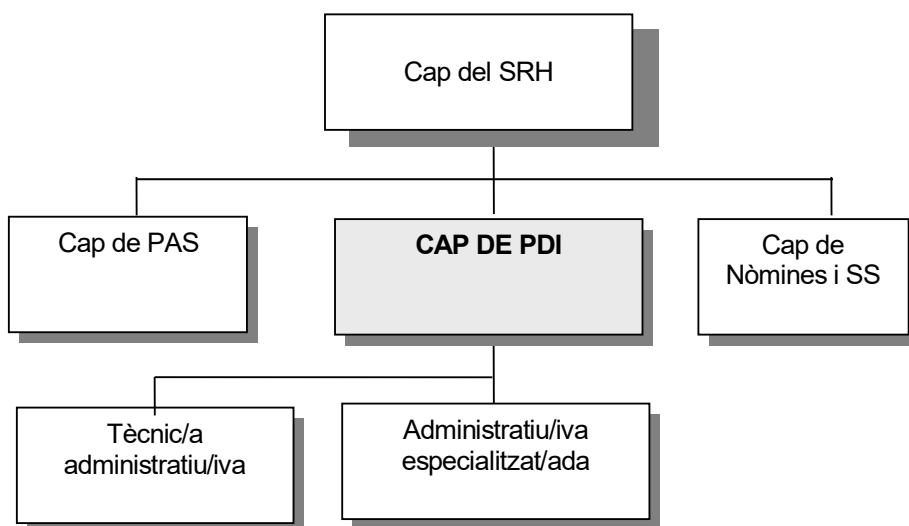 Cap del SRH
Cap de PAS
CAP DE PDI
Cap de
Nòmines i SS
Tècnic/a
administratiu/iva
Administratiu/iva
especialitzat/ada